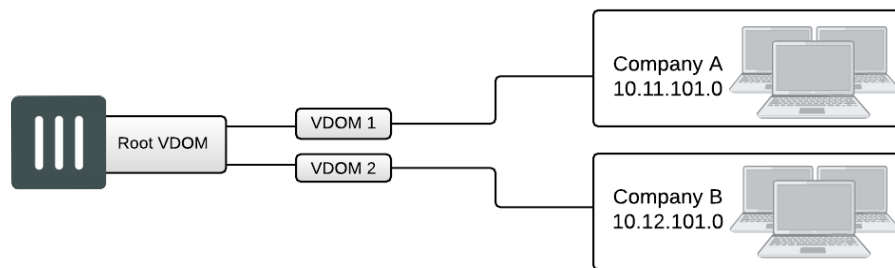 Root VDOM
VDOM 1
VDOM 2
Company A
10.11.101.0
Company B
10.12.101.0